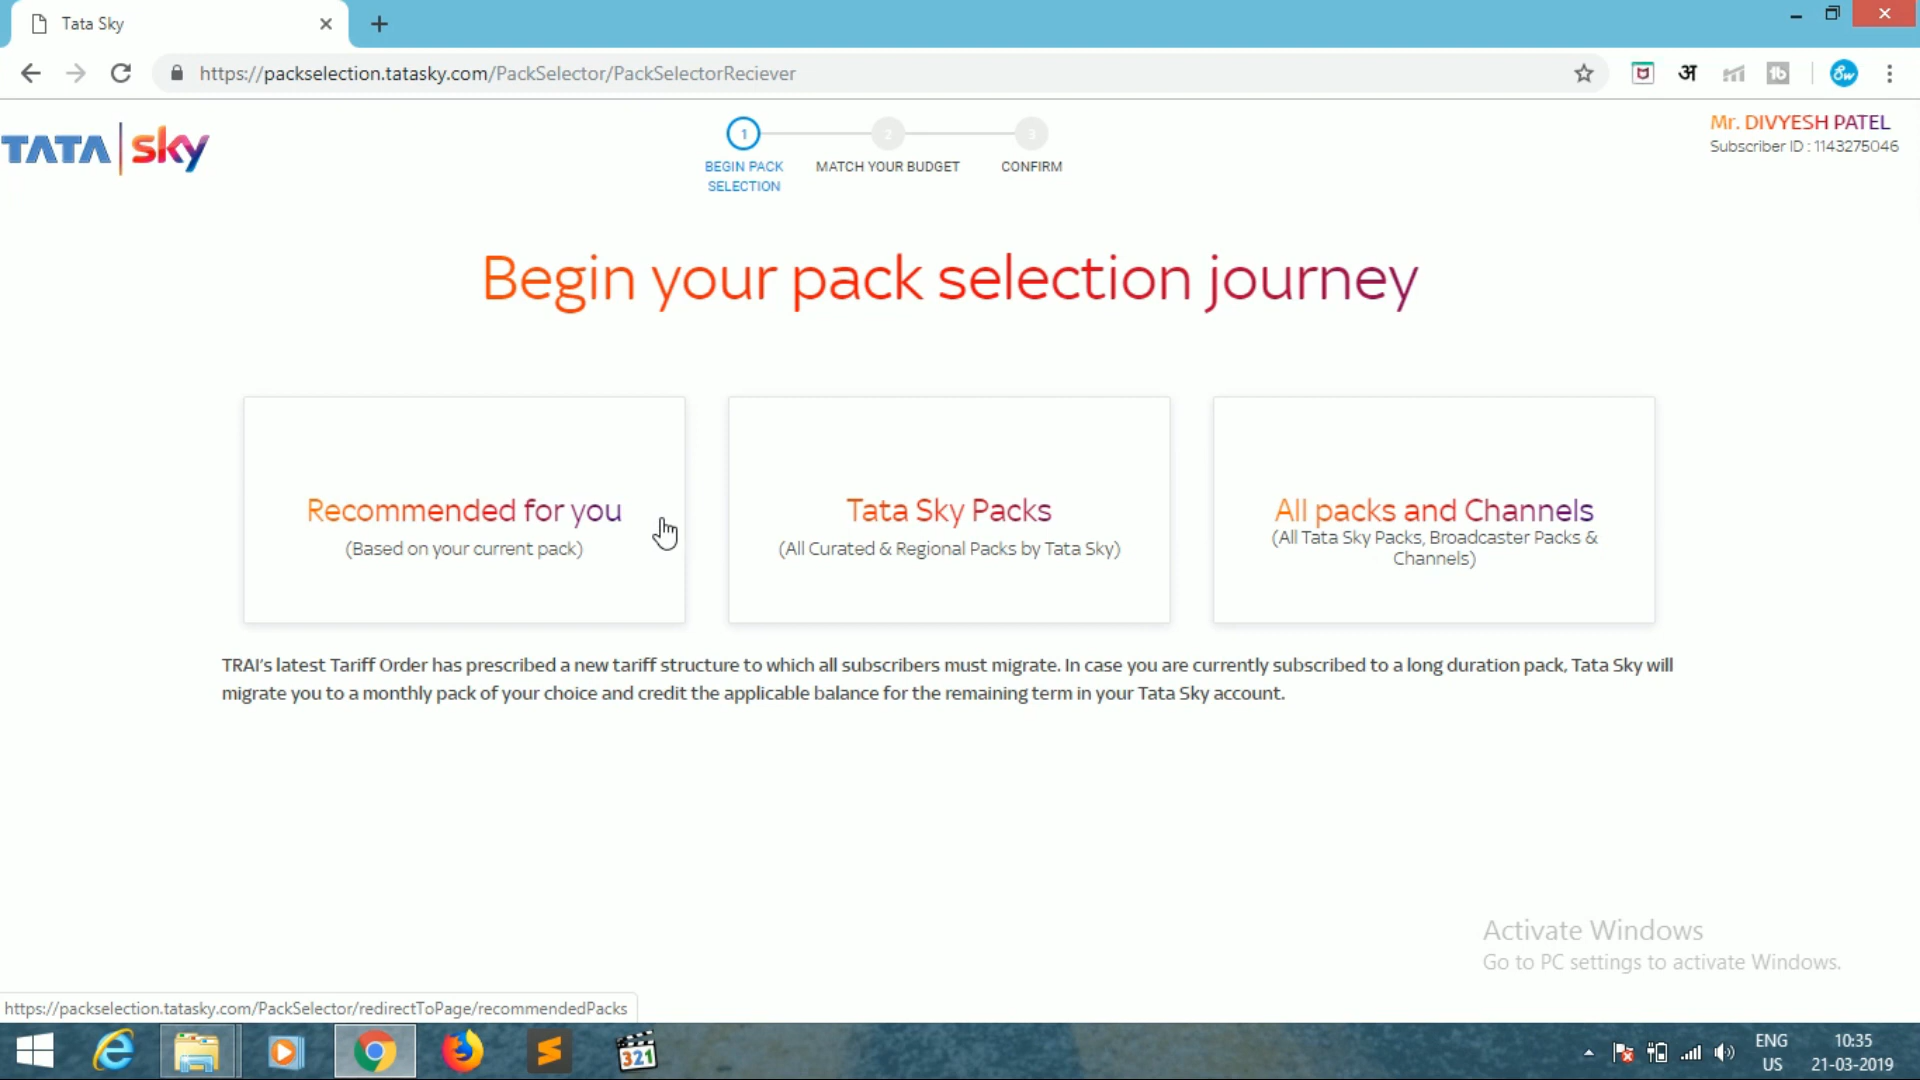 Tata Sky
https://packselection.tatasky.com/PackSelector/PackSelectorReciever
अ
TATA sky
1
2
3
BEGIN PACK
SELECTION
MATCH YOUR BUDGET
CONFIRM
Mr. DIVYESH PATEL
Subscriber ID : 1143275046
Begin your pack selection journey
Recommended for you
(Based on your current pack)
Tata Sky Packs
(All Curated & Regional Packs by Tata Sky)
All packs and Channels
(All Tata Sky Packs, Broadcaster Packs &
Channels)
TRAI's latest Tariff Order has prescribed a new tariff structure to which all subscribers must migrate. In case you are currently subscribed to a long duration pack, Tata Sky will
migrate you to a monthly pack of your choice and credit the applicable balance for the remaining term in your Tata Sky account.
Activate Windows
Go to PC settings to activate Windows.
https://packselection.tatasky.com/PackSelector/redirectToPage/recommendedPacks
321
ENG
US
10:35
21-03-2019